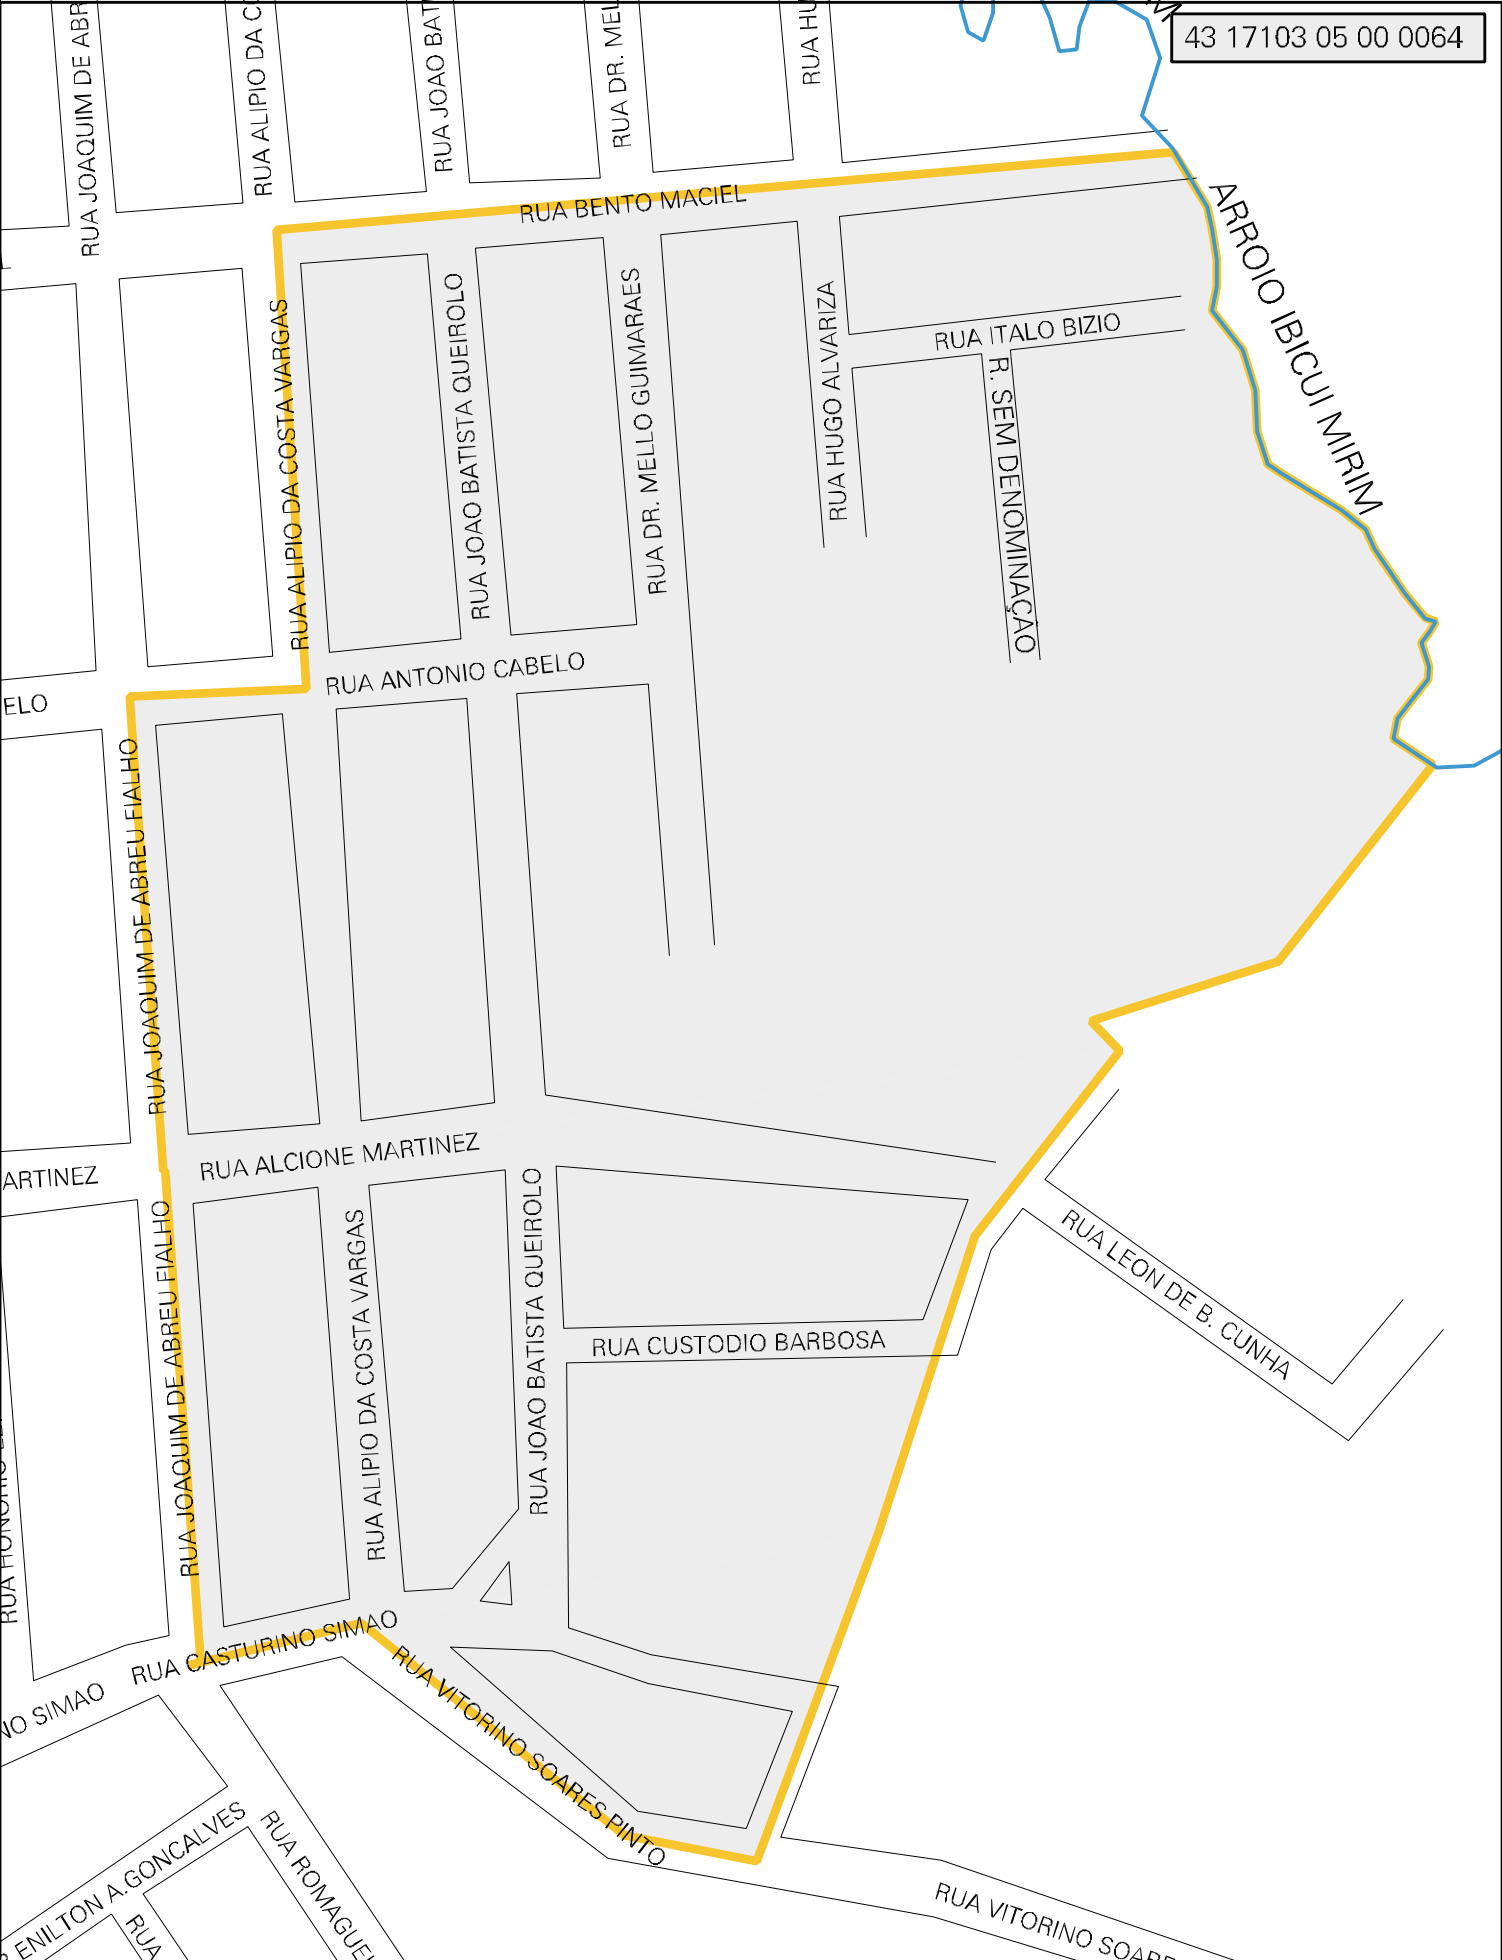 43 17103 05 00 0064
RUA JOAQUIM DE ABR
RUA ALIPIO DA CO
RUA JOAO BAT
RUA DR. MEL
RUA HU
RUA BENTO MACIEL
ARROIO IBICUI MIRIM
RUA ALIPIO DA COSTA VARGAS
RUA JOAO BATISTA QUEIROLO
RUA DR. MELLO GUIMARAES
RUA HUGO ALVARIZA
RUA ITALO BIZIO
R. SEM DENOMINAÇÃO
RUA ANTONIO CABELO
ELO
RUA JOAQUIM DE ABREU FIALHO
RUA ALCIONE MARTINEZ
ARTINEZ
RUA JOAQUIM DE ABREU FIALHO
RUA ALIPIO DA COSTA VARGAS
RUA JOAO BATISTA QUEIROLO
RUA CUSTODIO BARBOSA
RUA LEON DE B. CUNHA
RUA CASTURINO SIMAO
NO SIMAO
RUA VITORINO SOARES PINTO
ENILTON A.GONCALVES
RUA ROMAGUE
RUA
RUA VITORINO SOARE